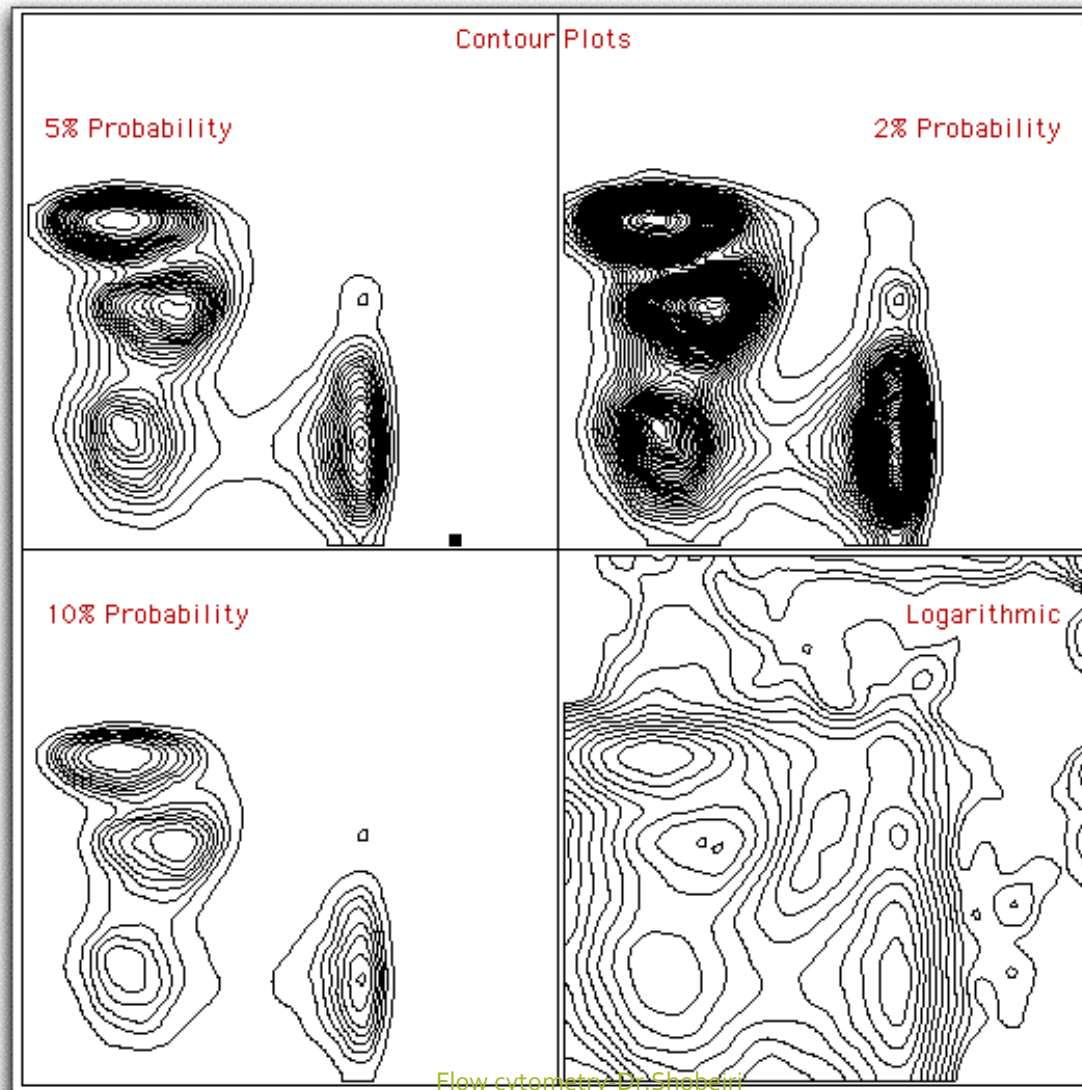 Contour Plots
5% Probability
2% Probability
10% Probability
Logarithmic
Flow cytometry-Dr.Shobeiri